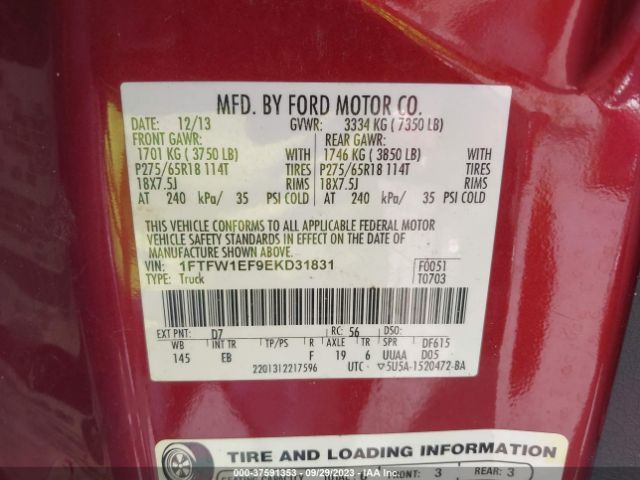 MFD. BY FORD MOTOR CO.
DATE: 12/13 GVWR: 3334 KG ( 7350 LB)
FRONT GAWR: REAR GAWR:
1701 KG ( 3750 LB) WITH 1746 KG ( 3850 LB) WITH
P275/65R18 114T TIRES P275/65R18 114T TIRES
18X7.5J RIMS 18X7.5J RIMS
AT 240 kPa/ 35 PSI COLD AT 240 kPa/ 35 PSI COLD
THIS VEHICLE CONFORMS TO ALL APPLICABLE FEDERAL MOTOR
VEHICLE SAFETY STANDARDS IN EFFECT ON THE DATE OF
MANUFACTURE SHOWN ABOVE.
VIN: 1FTFW1EF9EKD31831 F0051
TYPE: Truck T0703
EXT PNT: D7 RC: 56 DSO:
WB INT TR TP/PS R AXLE TR SPR DF615
145 EB F 19 6 UUAA D05
2201312217596 UTC 5U5A-1520472-BA
TIRE AND LOADING INFORMATION
SEATING CAPACITY TOTAL: 6 FRONT: 3 REAR: 3
000-37591353 - 09/29/2023 - IAA Inc.